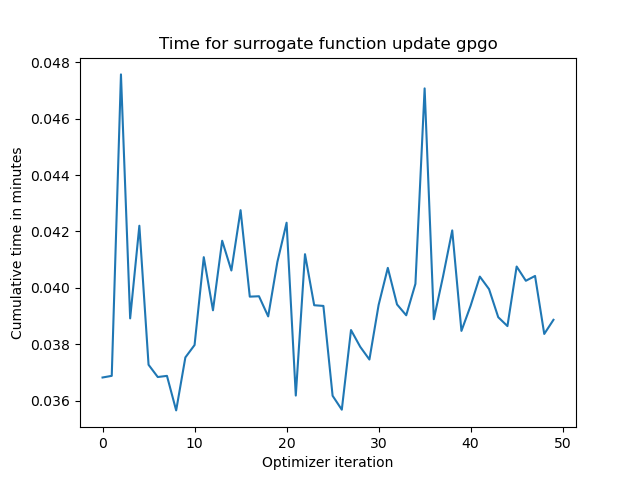 Time for surrogate function update gpgo
Cumulative time in minutes
0.048
0.046
0.044
0.042
0.040
0.038
0.036
0 10 20 30 40 50
Optimizer iteration